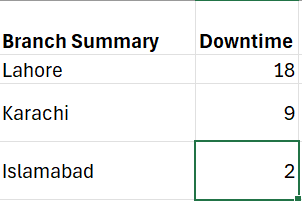 Branch Summary Downtime
Lahore 18
Karachi 9
Islamabad 2